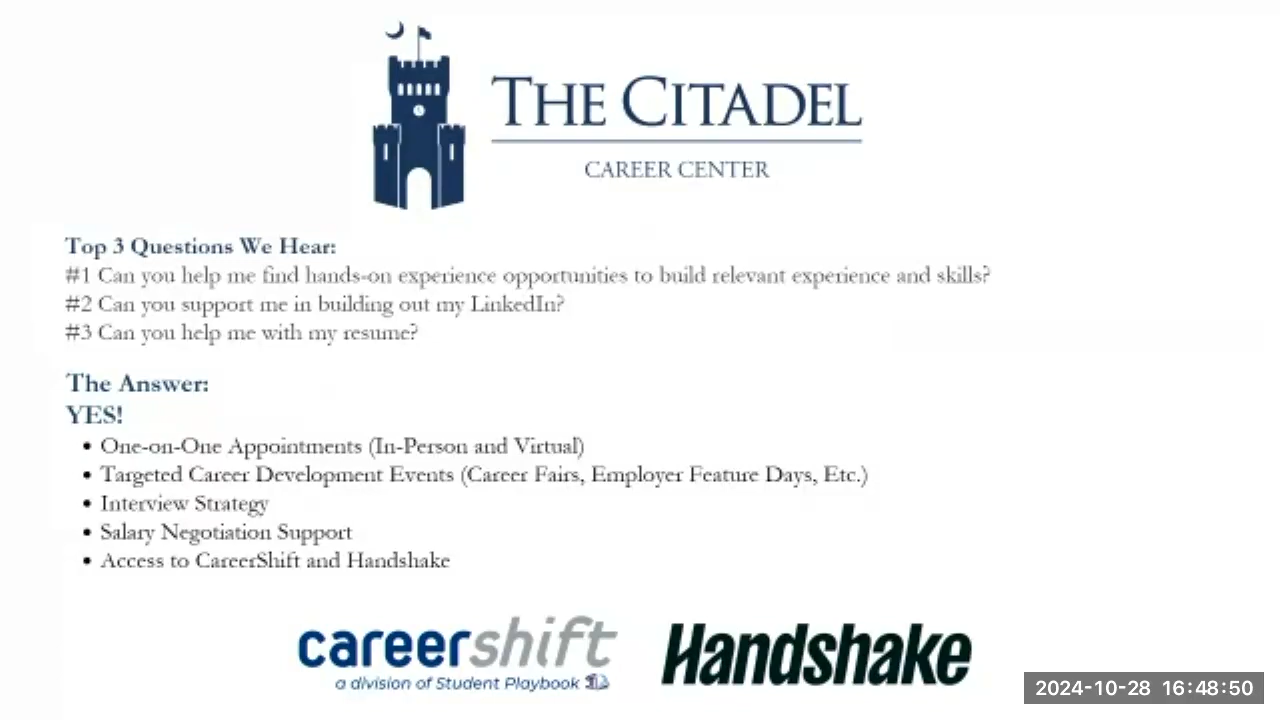 THE CITADEL
CAREER CENTER
Top 3 Questions We Hear:
#1 Can you help me find hands-on experience opportunities to build relevant experience and skills?
#2 Can you support me in building out my LinkedIn?
#3 Can you help me with my resume?
The Answer:
YES!
• One-on-One Appointments (In-Person and Virtual)
• Targeted Career Development Events (Career Fairs, Employer Feature Days, Etc.)
• Interview Strategy
• Salary Negotiation Support
• Access to CareerShift and Handshake
careershift
a division of Student Playbook
Handshake
2024-10-28 16:48:50